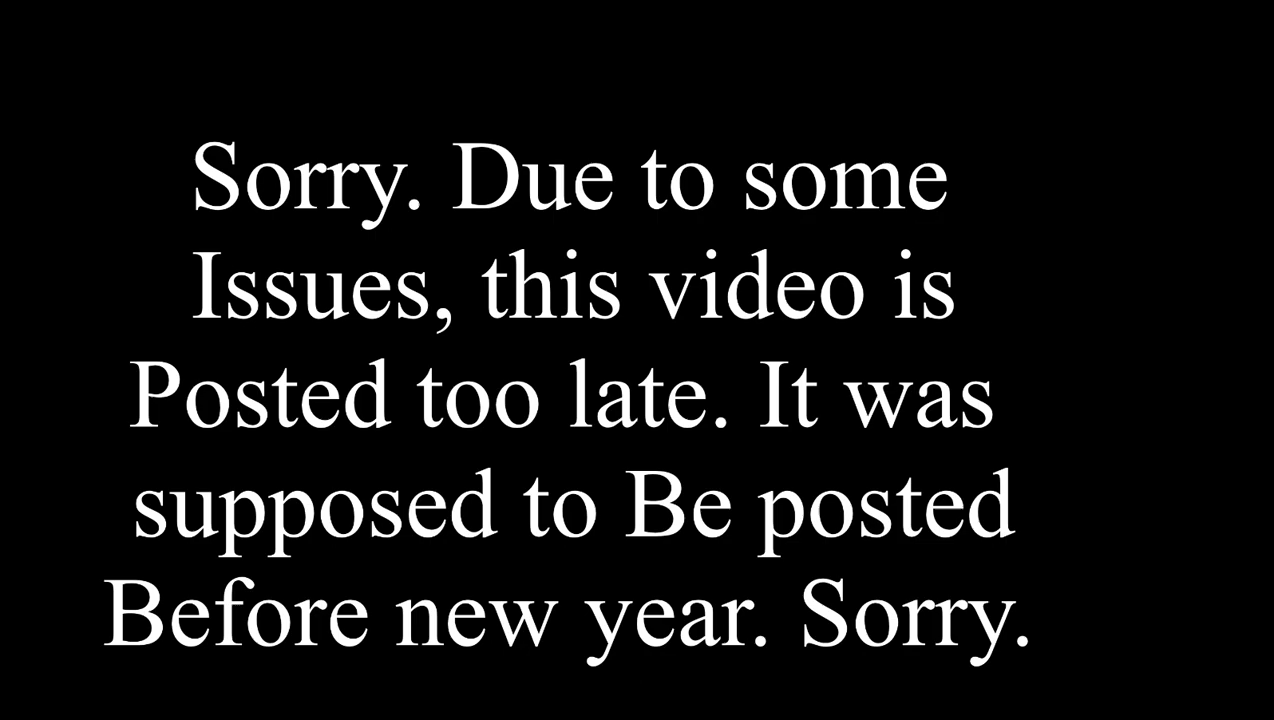 Sorry. Due to some
Issues, this video is
Posted too late. It was
supposed to Be posted
Before new year. Sorry.